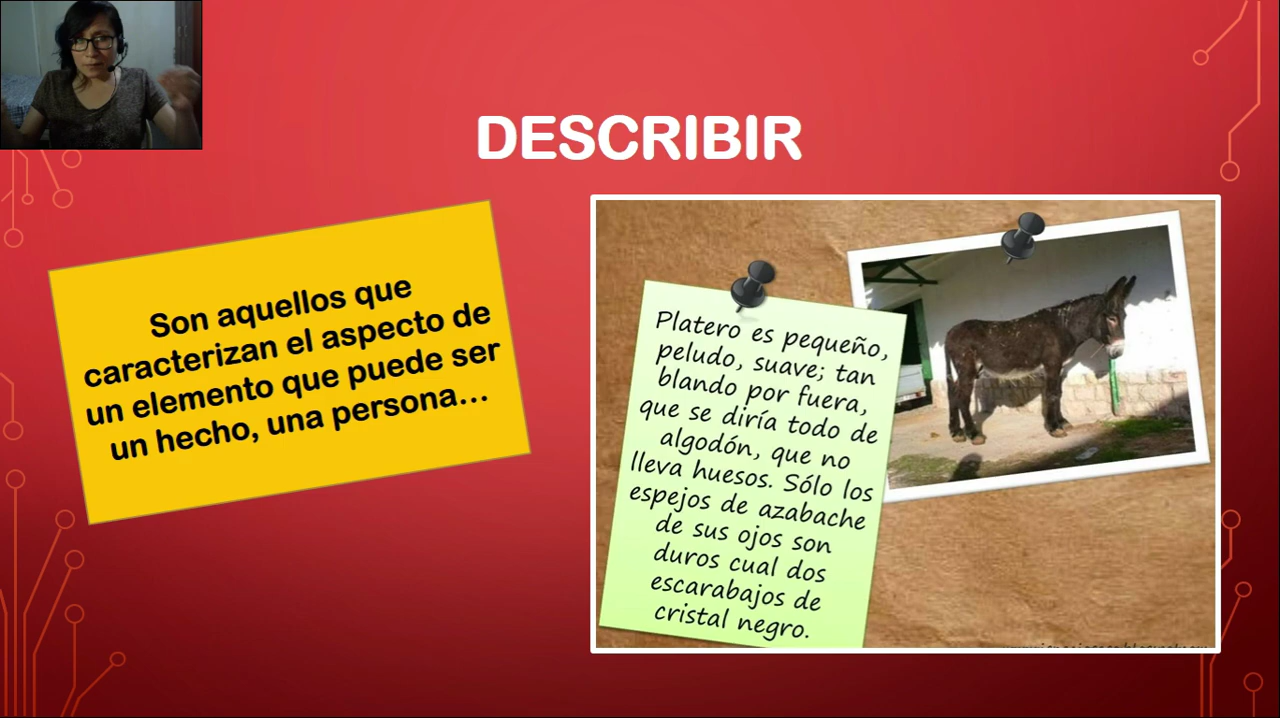 DESCRIBIR
Son aquellos que
caracterizan el aspecto de
un elemento que puede ser
un hecho, una persona...
Platero es pequeño,
peludo, suave; tan
blando por fuera,
que se diría todo de
algodón, que no
lleva huesos. Sólo los
espejos de azabache
de sus ojos son
duros cual dos
escarabajos de
cristal negro.